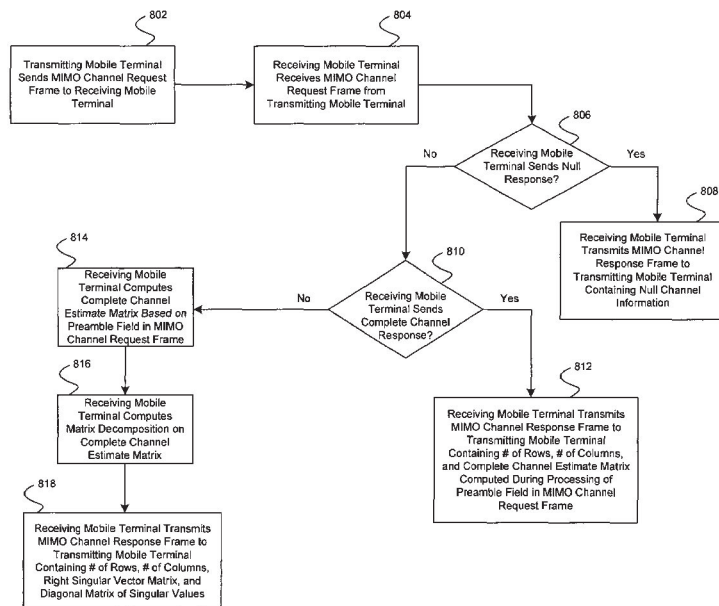 802
Transmitting Mobile Terminal
Sends MIMO Channel Request
Frame to Receiving Mobile
Terminal
804
Receiving Mobile Terminal
Receives MIMO Channel
Request Frame from
Transmitting Mobile Terminal
806
Receiving Mobile
Terminal Sends Null
Response?
No
Yes
808
Receiving Mobile Terminal
Transmits MIMO Channel
Response Frame to
Transmitting Mobile Terminal
Containing Null Channel
Information
810
Receiving Mobile
Terminal Sends
Complete Channel
Response?
No
Yes
812
Receiving Mobile Terminal Transmits
MIMO Channel Response Frame to
Transmitting Mobile Terminal
Containing # of Rows, # of Columns,
and Complete Channel Estimate Matrix
Computed During Processing of
Preamble Field in MIMO Channel
Request Frame
814
Receiving Mobile
Terminal Computes
Complete Channel
Estimate Matrix Based on
Preamble Field in MIMO
Channel Request Frame
816
Receiving Mobile
Terminal Computes
Matrix Decomposition on
Complete Channel
Estimate Matrix
818
Receiving Mobile Terminal Transmits
MIMO Channel Response Frame to
Transmitting Mobile Terminal
Containing # of Rows, # of Columns,
Right Singular Vector Matrix, and
Diagonal Matrix of Singular Values